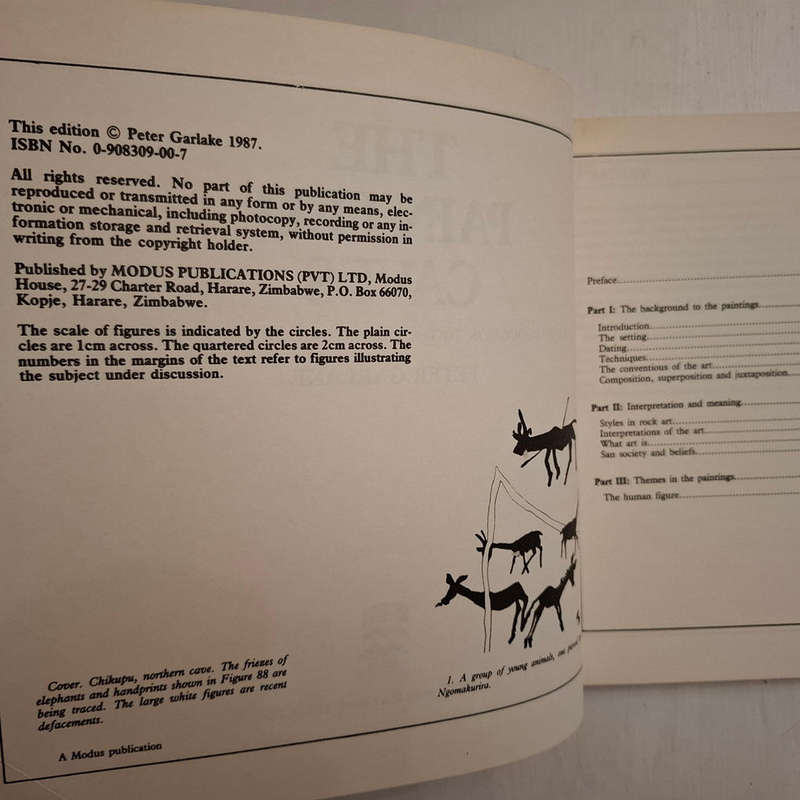 This edition © Peter Garlake 1987.
ISBN No. 0-908309-00-7
All rights reserved. No part of this publication may be
reproduced or transmitted in any form or by any means, elec-
tronic or mechanical, including photocopy, recording or any in-
formation storage and retrieval system, without permission in
writing from the copyright holder.
Published by MODUS PUBLICATIONS (PVT) LTD, Modus
House, 27-29 Charter Road, Harare, Zimbabwe, P.O. Box 66070,
Kopje, Harare, Zimbabwe.
The scale of figures is indicated by the circles. The plain cir-
cles are 1cm across. The quartered circles are 2cm across. The
numbers in the margins of the text refer to figures illustrating
the subject under discussion.
1. A group of young animals, one
Ngomakurira.
Cover. Chikupu, northern cave. The friezes of
elephants and handprints shown in Figure 88 are
being traced. The large white figures are recent
defacements.
A Modus publication
Preface
Part I: The background to the paintings
Introduction
The setting
Dating
Techniques
The conventions of the art
Composition, superposition and juxtaposition
Part II: Interpretation and meaning
Styles in rock art
Interpretations of the art
What art is
San society and beliefs
Part III: Themes in the paintings
The human figure